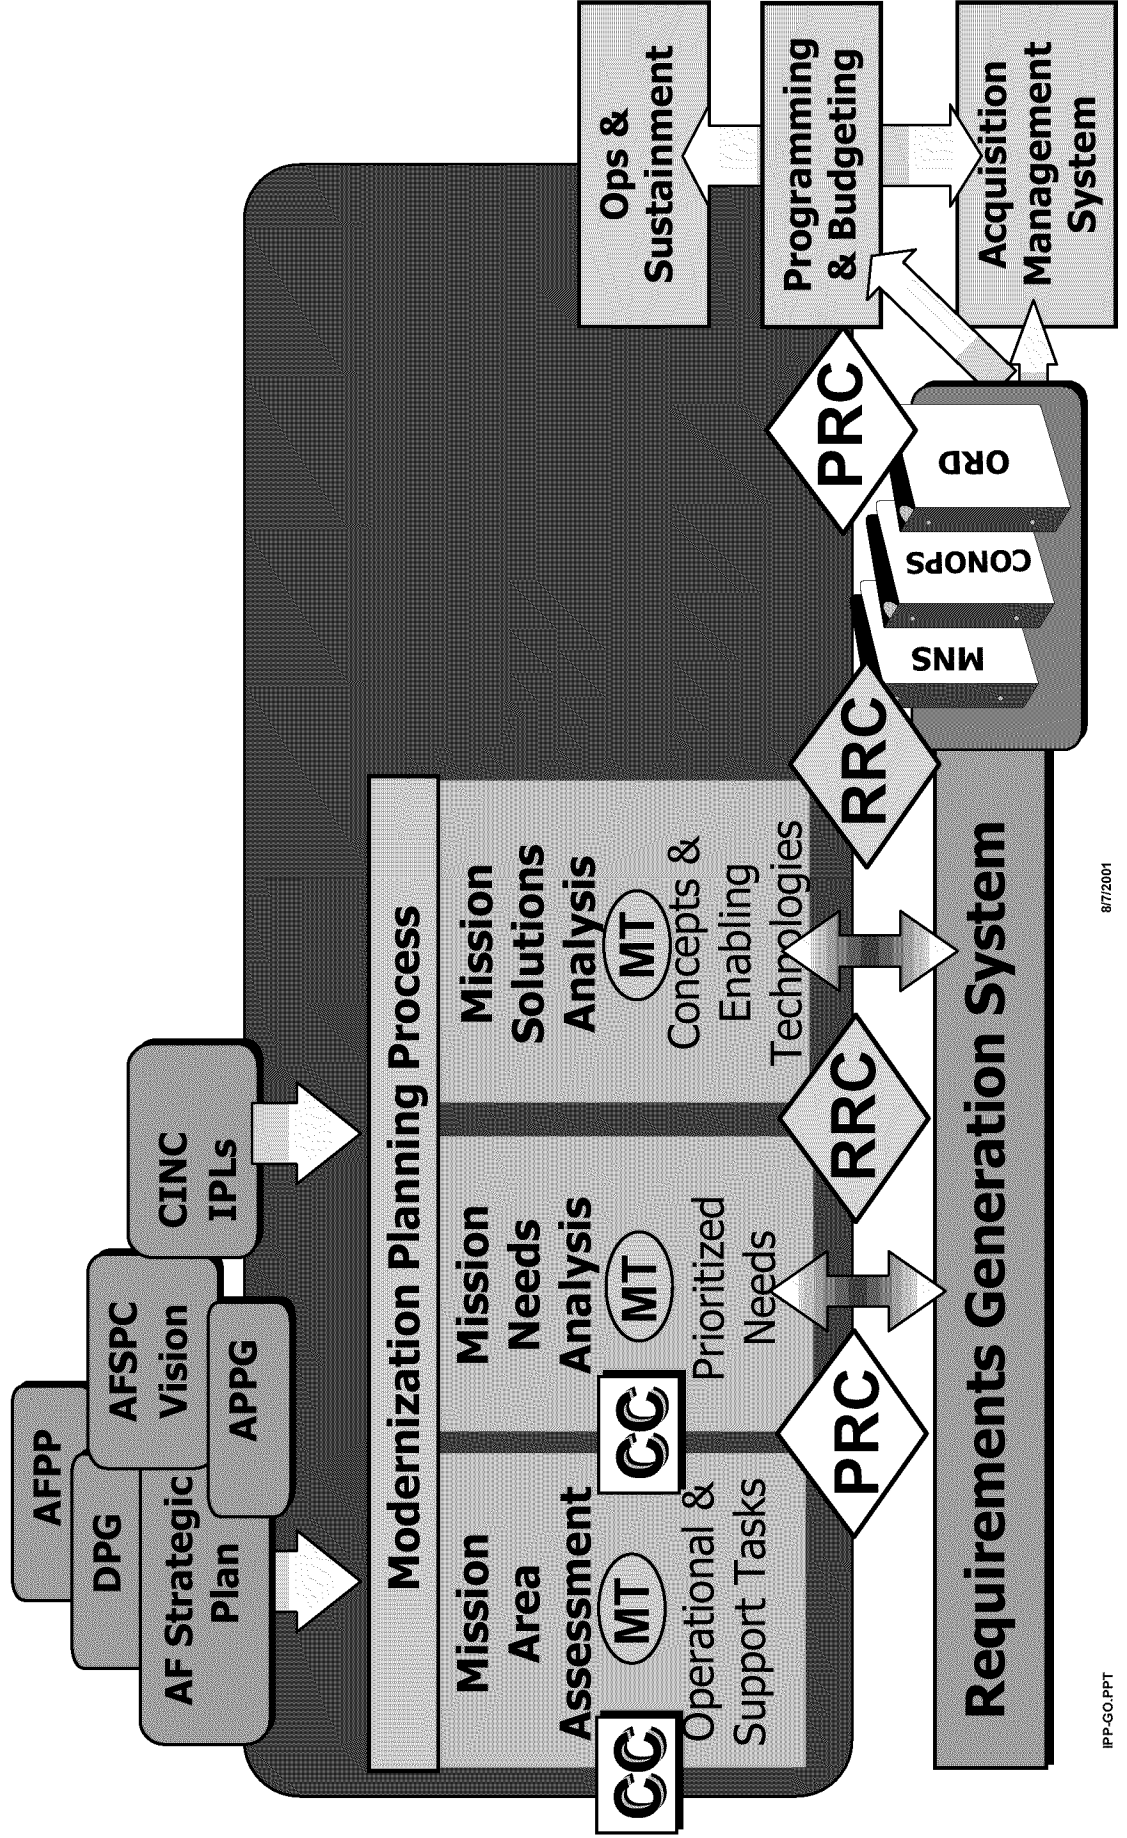 AFPP
DPG
AF Strategic
Plan
AFSPC
Vision
APPG
CINC
IPLs
Modernization Planning Process
Mission
Area
Assessment
MT
Operational &
Support Tasks
CC
CC
Mission
Needs
Analysis
MT
Prioritized
Needs
Mission
Solutions
Analysis
MT
Concepts &
Enabling
Technologies
PRC
RRC
RRC
PRC
Requirements Generation System
MNS
CONOPS
ORD
Ops &
Sustainment
Programming
& Budgeting
Acquisition
Management
System
IPP-GO.PPT
8/7/2001